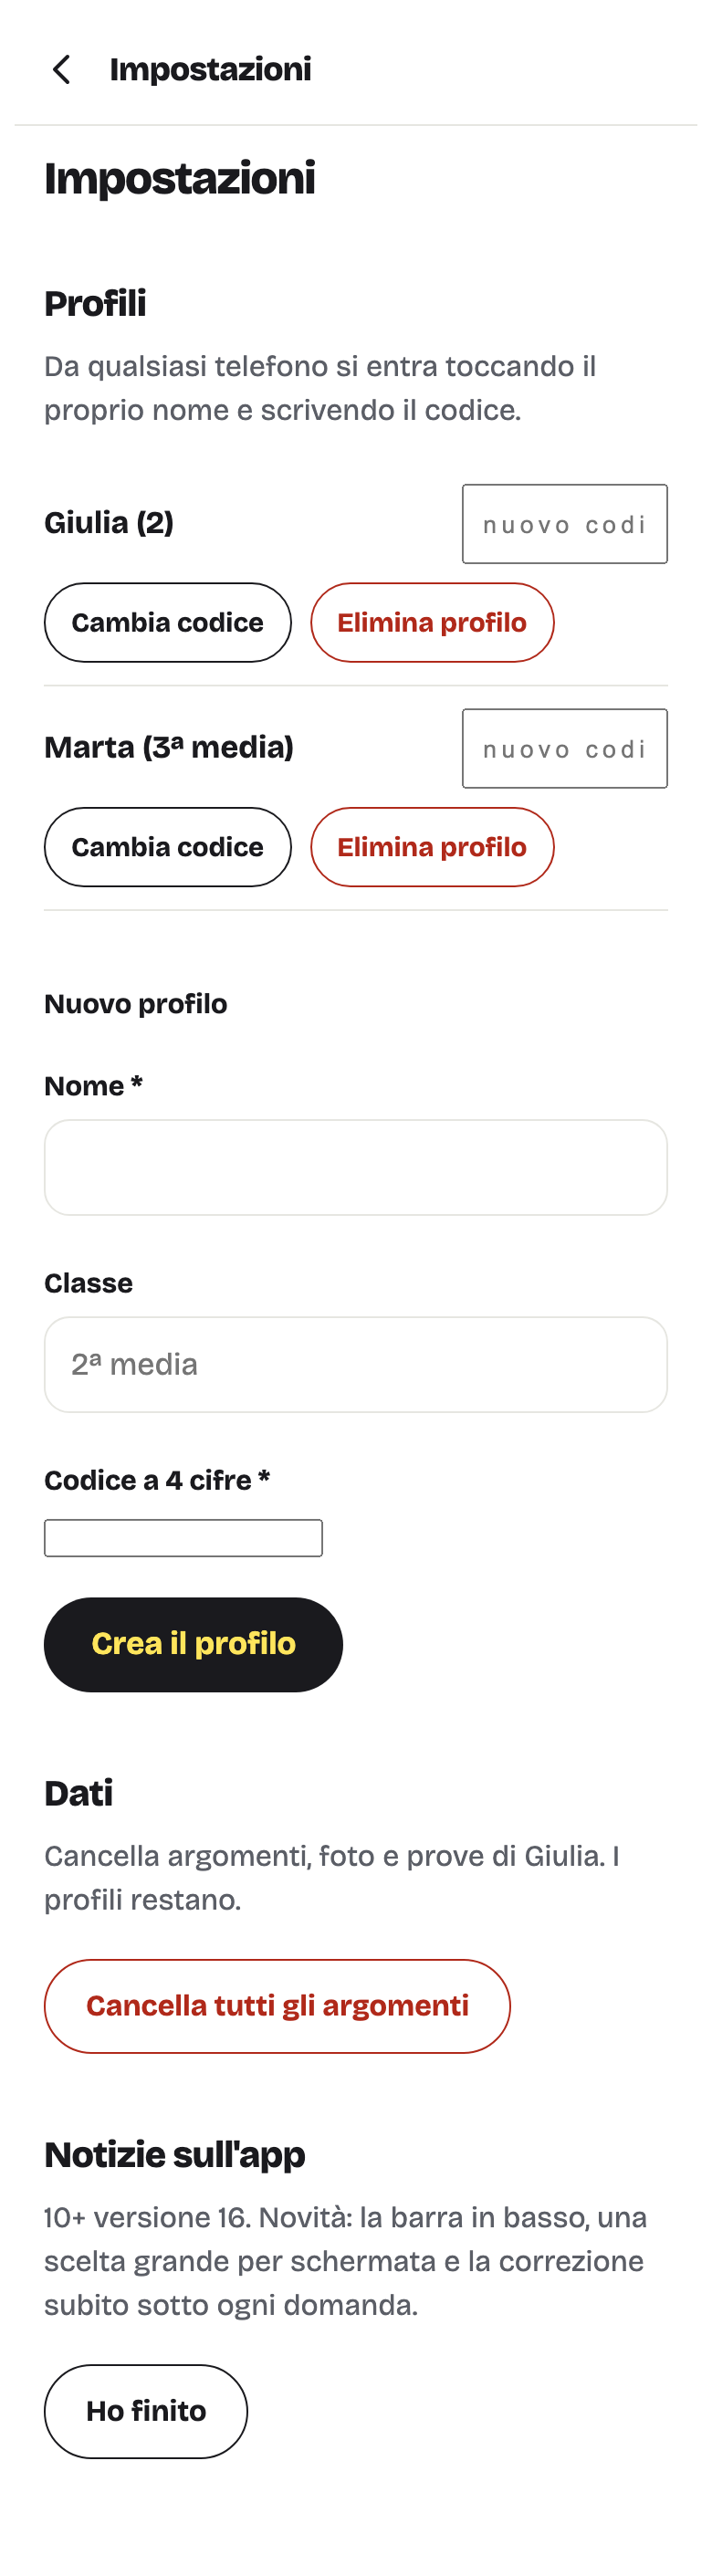 Impostazioni
Impostazioni
Profili
Da qualsiasi telefono si entra toccando il
proprio nome e scrivendo il codice.
Giulia (2)
nuovo codi
Cambia codice
Elimina profilo
Marta (3ª media)
nuovo codi
Cambia codice
Elimina profilo
Nuovo profilo
Nome *
Classe
2ª media
Codice a 4 cifre *
Crea il profilo
Dati
Cancella argomenti, foto e prove di Giulia. I
profili restano.
Cancella tutti gli argomenti
Notizie sull'app
10+ versione 16. Novità: la barra in basso, una
scelta grande per schermata e la correzione
subito sotto ogni domanda.
Ho finito